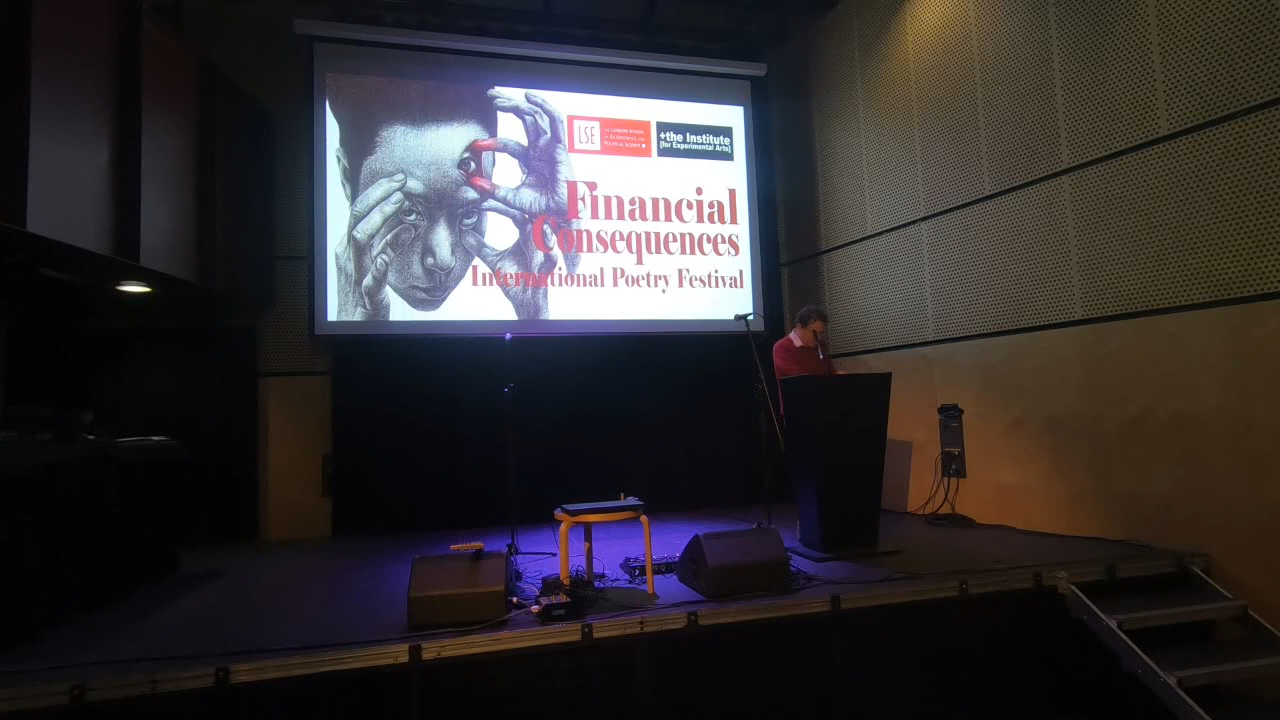 LSE
THE LONDON SCHOOL
OF ECONOMICS AND
POLITICAL SCIENCE
+the Institute
[for Experimental Arts]
Financial
Consequences
International Poetry Festival